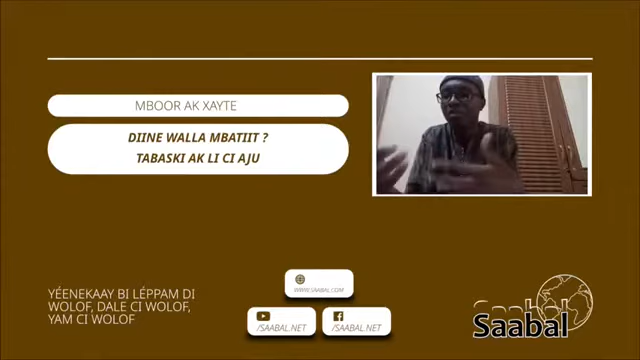 MBOOR AK XAYTE
DIINE WALLA MBATIIT ?
TABASKI AK LI CI AJU
YÉENEKAAY BI LÉPPAM DI
WOLOF, DALE CI WOLOF,
YAM CI WOLOF
WWW.SAABAL.COM
/SAABAL.NET
/SAABAL.NET
Saabal